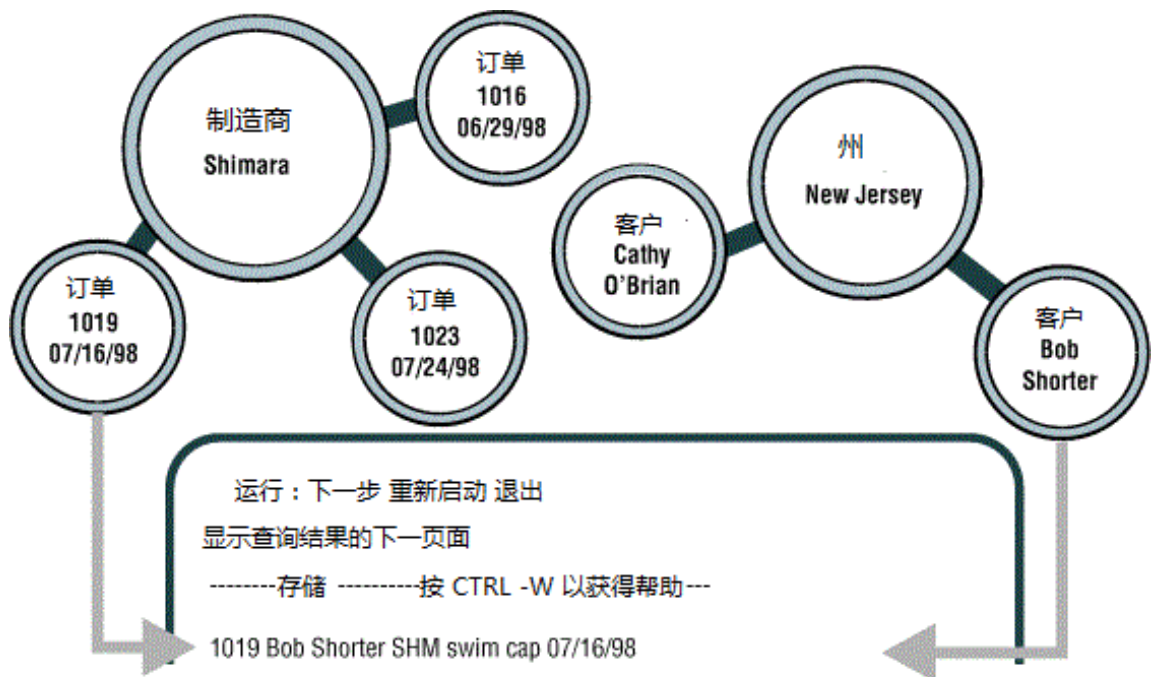 制造商
Shimara
订单
1016
06/29/98
订单
1019
07/16/98
订单
1023
07/24/98
州
New Jersey
客户
Cathy
O'Brian
客户
Bob
Shorter
运行：下一步 重新启动 退出
显示查询结果的下一页面
--------存储 ----------按 CTRL -W 以获得帮助---
1019 Bob Shorter SHM swim cap 07/16/98